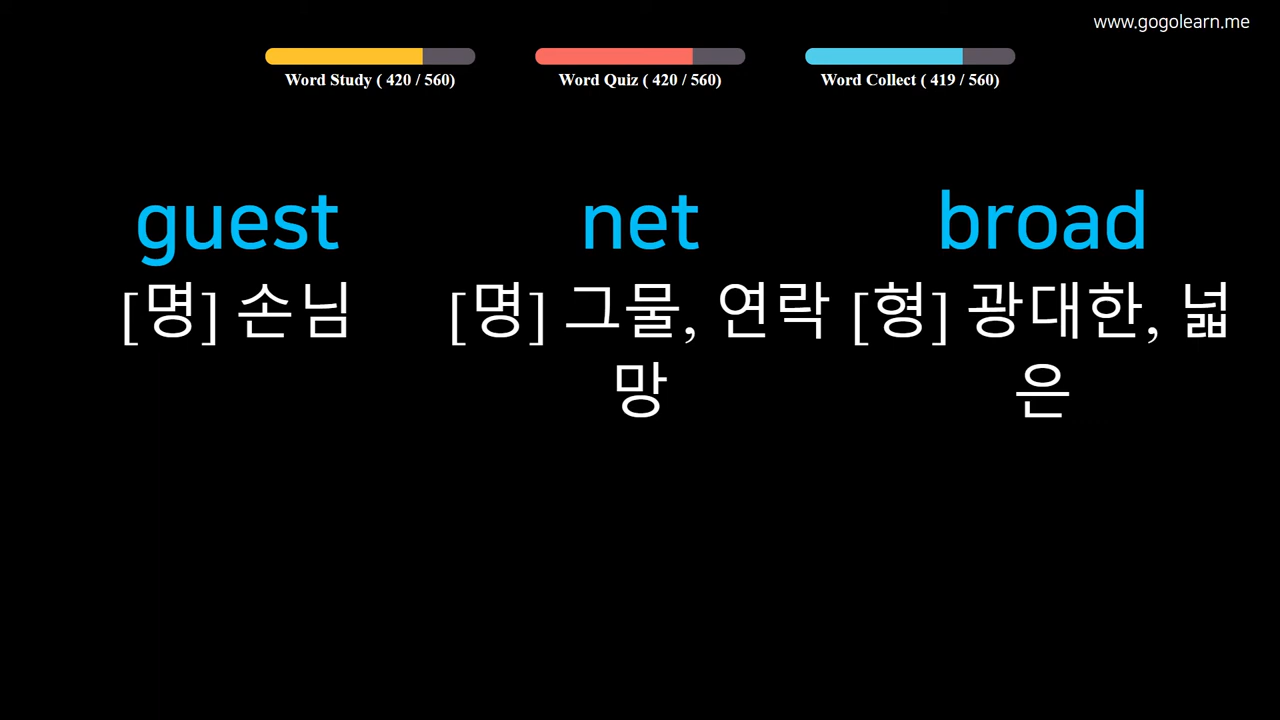 www.gogolearn.me
Word Study ( 420 / 560)
Word Quiz ( 420 / 560)
Word Collect ( 419 / 560)
guest
[명] 손님
net
[명] 그물, 연락
망
broad
[형] 광대한, 넓
은